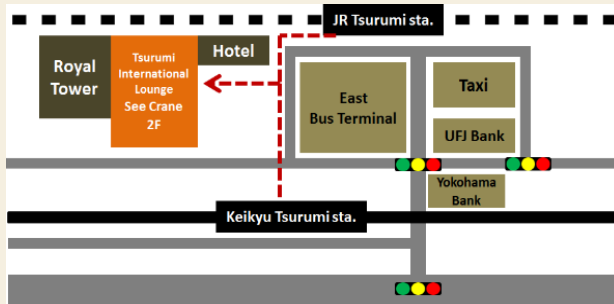 JR Tsurumi sta.
Hotel
Royal
Tower
Tsurumi
International
Lounge
See Crane
2F
East
Bus Terminal
Taxi
UFJ Bank
Yokohama
Bank
Keikyu Tsurumi sta.